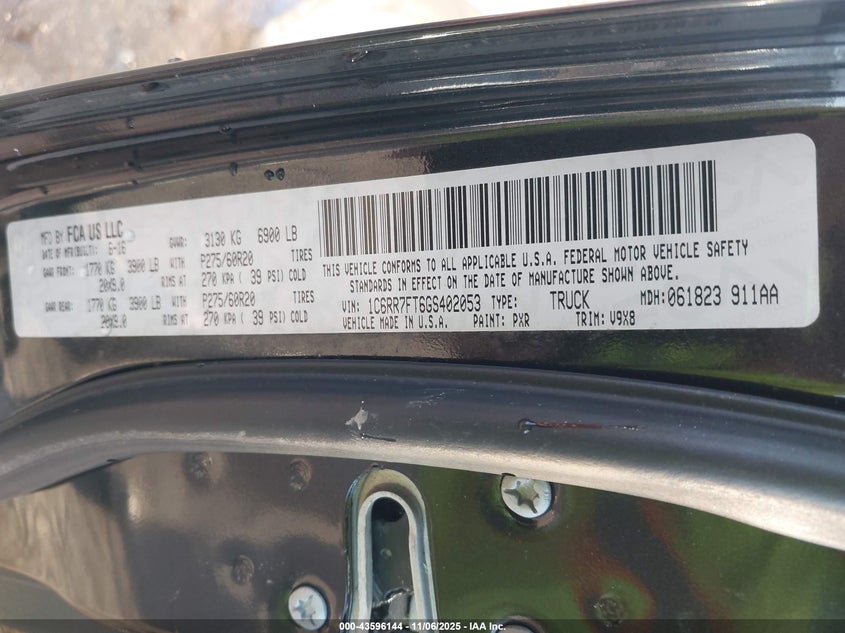 MFD BY FCA US LLC
DATE OF MFR(BUILT): 6-16 GVWR: 3130 KG 6900 LB
GAWR FRONT: 1770 KG 3900 LB WITH P275/60R20 TIRES
20X9.0 RIMS AT 270 KPA ( 39 PSI) COLD
GAWR REAR: 1770 KG 3900 LB WITH P275/60R20 TIRES
20X9.0 RIMS AT 270 KPA ( 39 PSI) COLD
THIS VEHICLE CONFORMS TO ALL APPLICABLE U.S.A. FEDERAL MOTOR VEHICLE SAFETY
STANDARDS IN EFFECT ON THE DATE OF MANUFACTURE SHOWN ABOVE.
VIN: 1C6RR7FT6GS402053 TYPE: TRUCK MDH:061823 911AA
VEHICLE MADE IN U.S.A. PAINT: PXR TRIM: V9X8
000-43596144 - 11/06/2025 - IAA Inc.